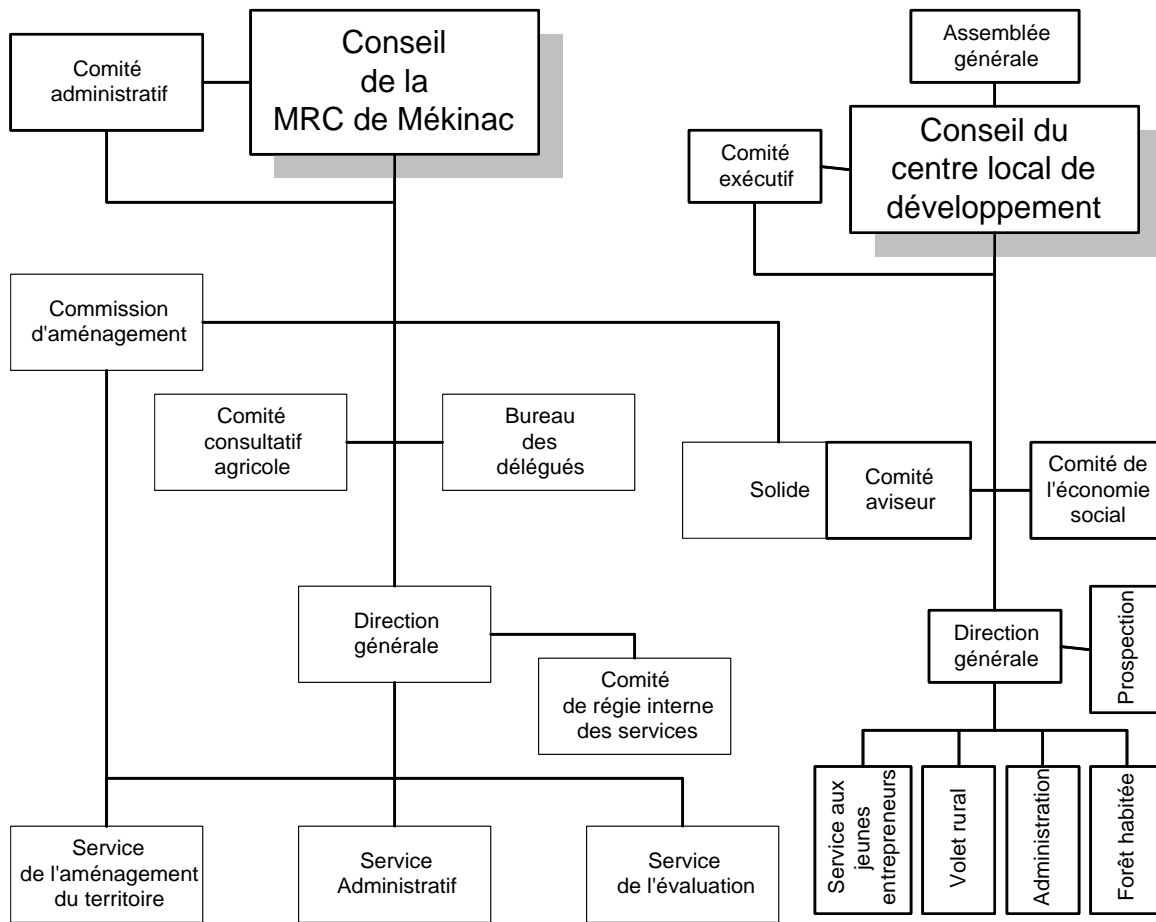 Comité
administratif
Conseil
de la
MRC de Mékinac
Assemblée
générale
Comité
exécutif
Conseil du
centre local de
développement
Commission
d'aménagement
Comité
consultatif
agricole
Bureau
des
délégués
Solide
Comité
aviseur
Comité de
l'économie
social
Direction
générale
Comité
de régie interne
des services
Direction
générale
Prospection
Service
de l'aménagement
du territoire
Service
Administratif
Service
de l'évaluation
Service aux
jeunes
entrepreneurs
Volet rural
Administration
Forêt habitée